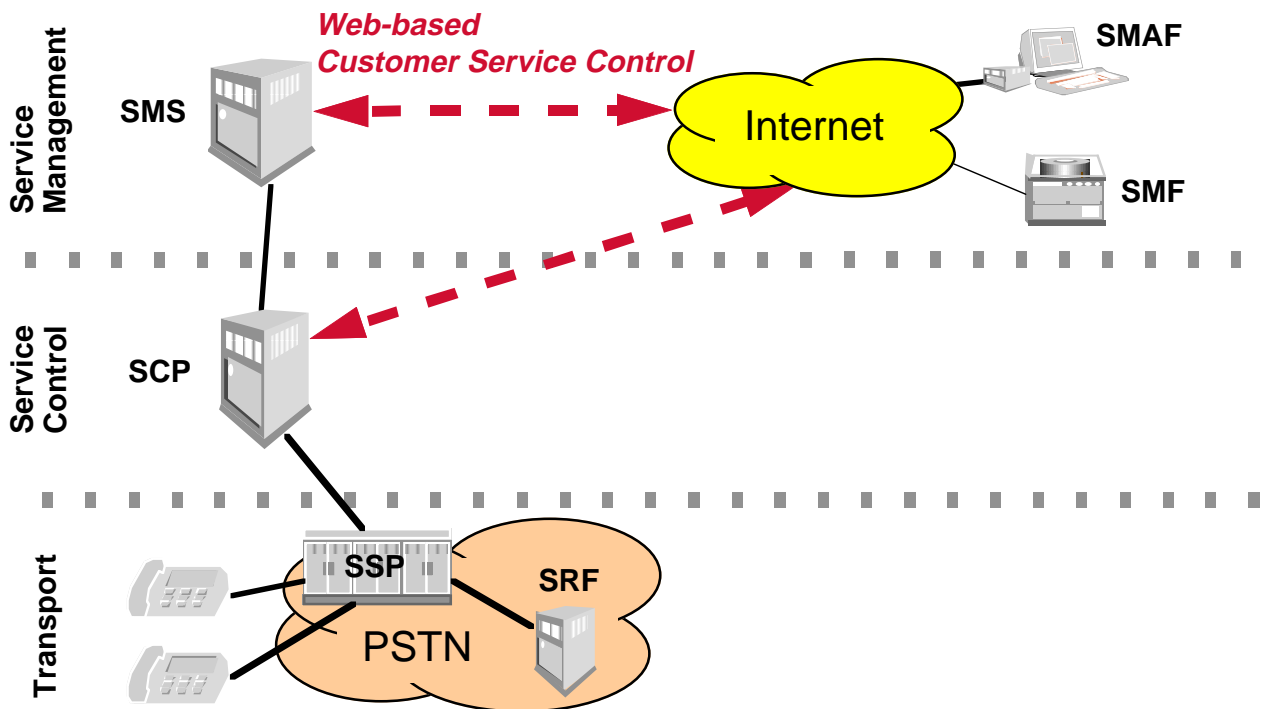 Web-based
Customer Service Control
SMAF
SMS
Internet
SMF
Service
Management
SCP
Service
Control
SSP
SRF
PSTN
Transport